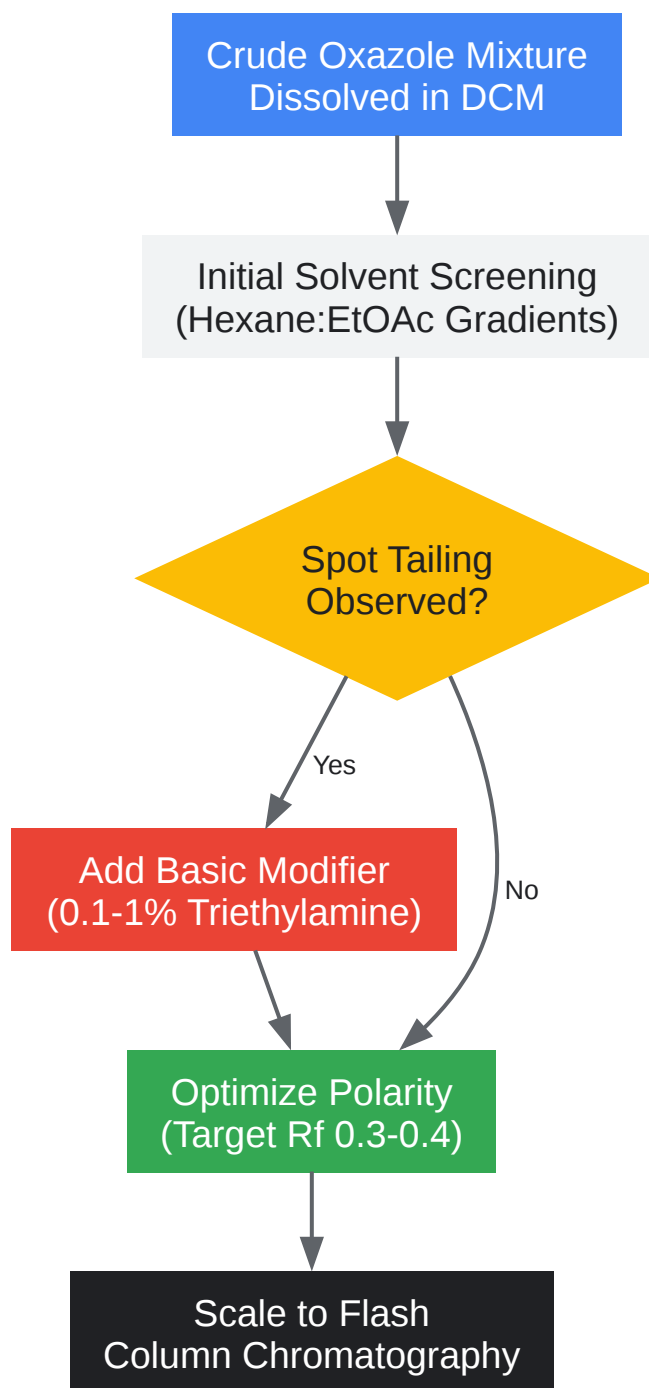 Crude Oxazole Mixture
Dissolved in DCM
Initial Solvent Screening
(Hexane:EtOAc Gradients)
Spot Tailing
Observed?
Yes
Add Basic Modifier
(0.1-1% Triethylamine)
No
Optimize Polarity
(Target Rf 0.3-0.4)
Scale to Flash
Column Chromatography